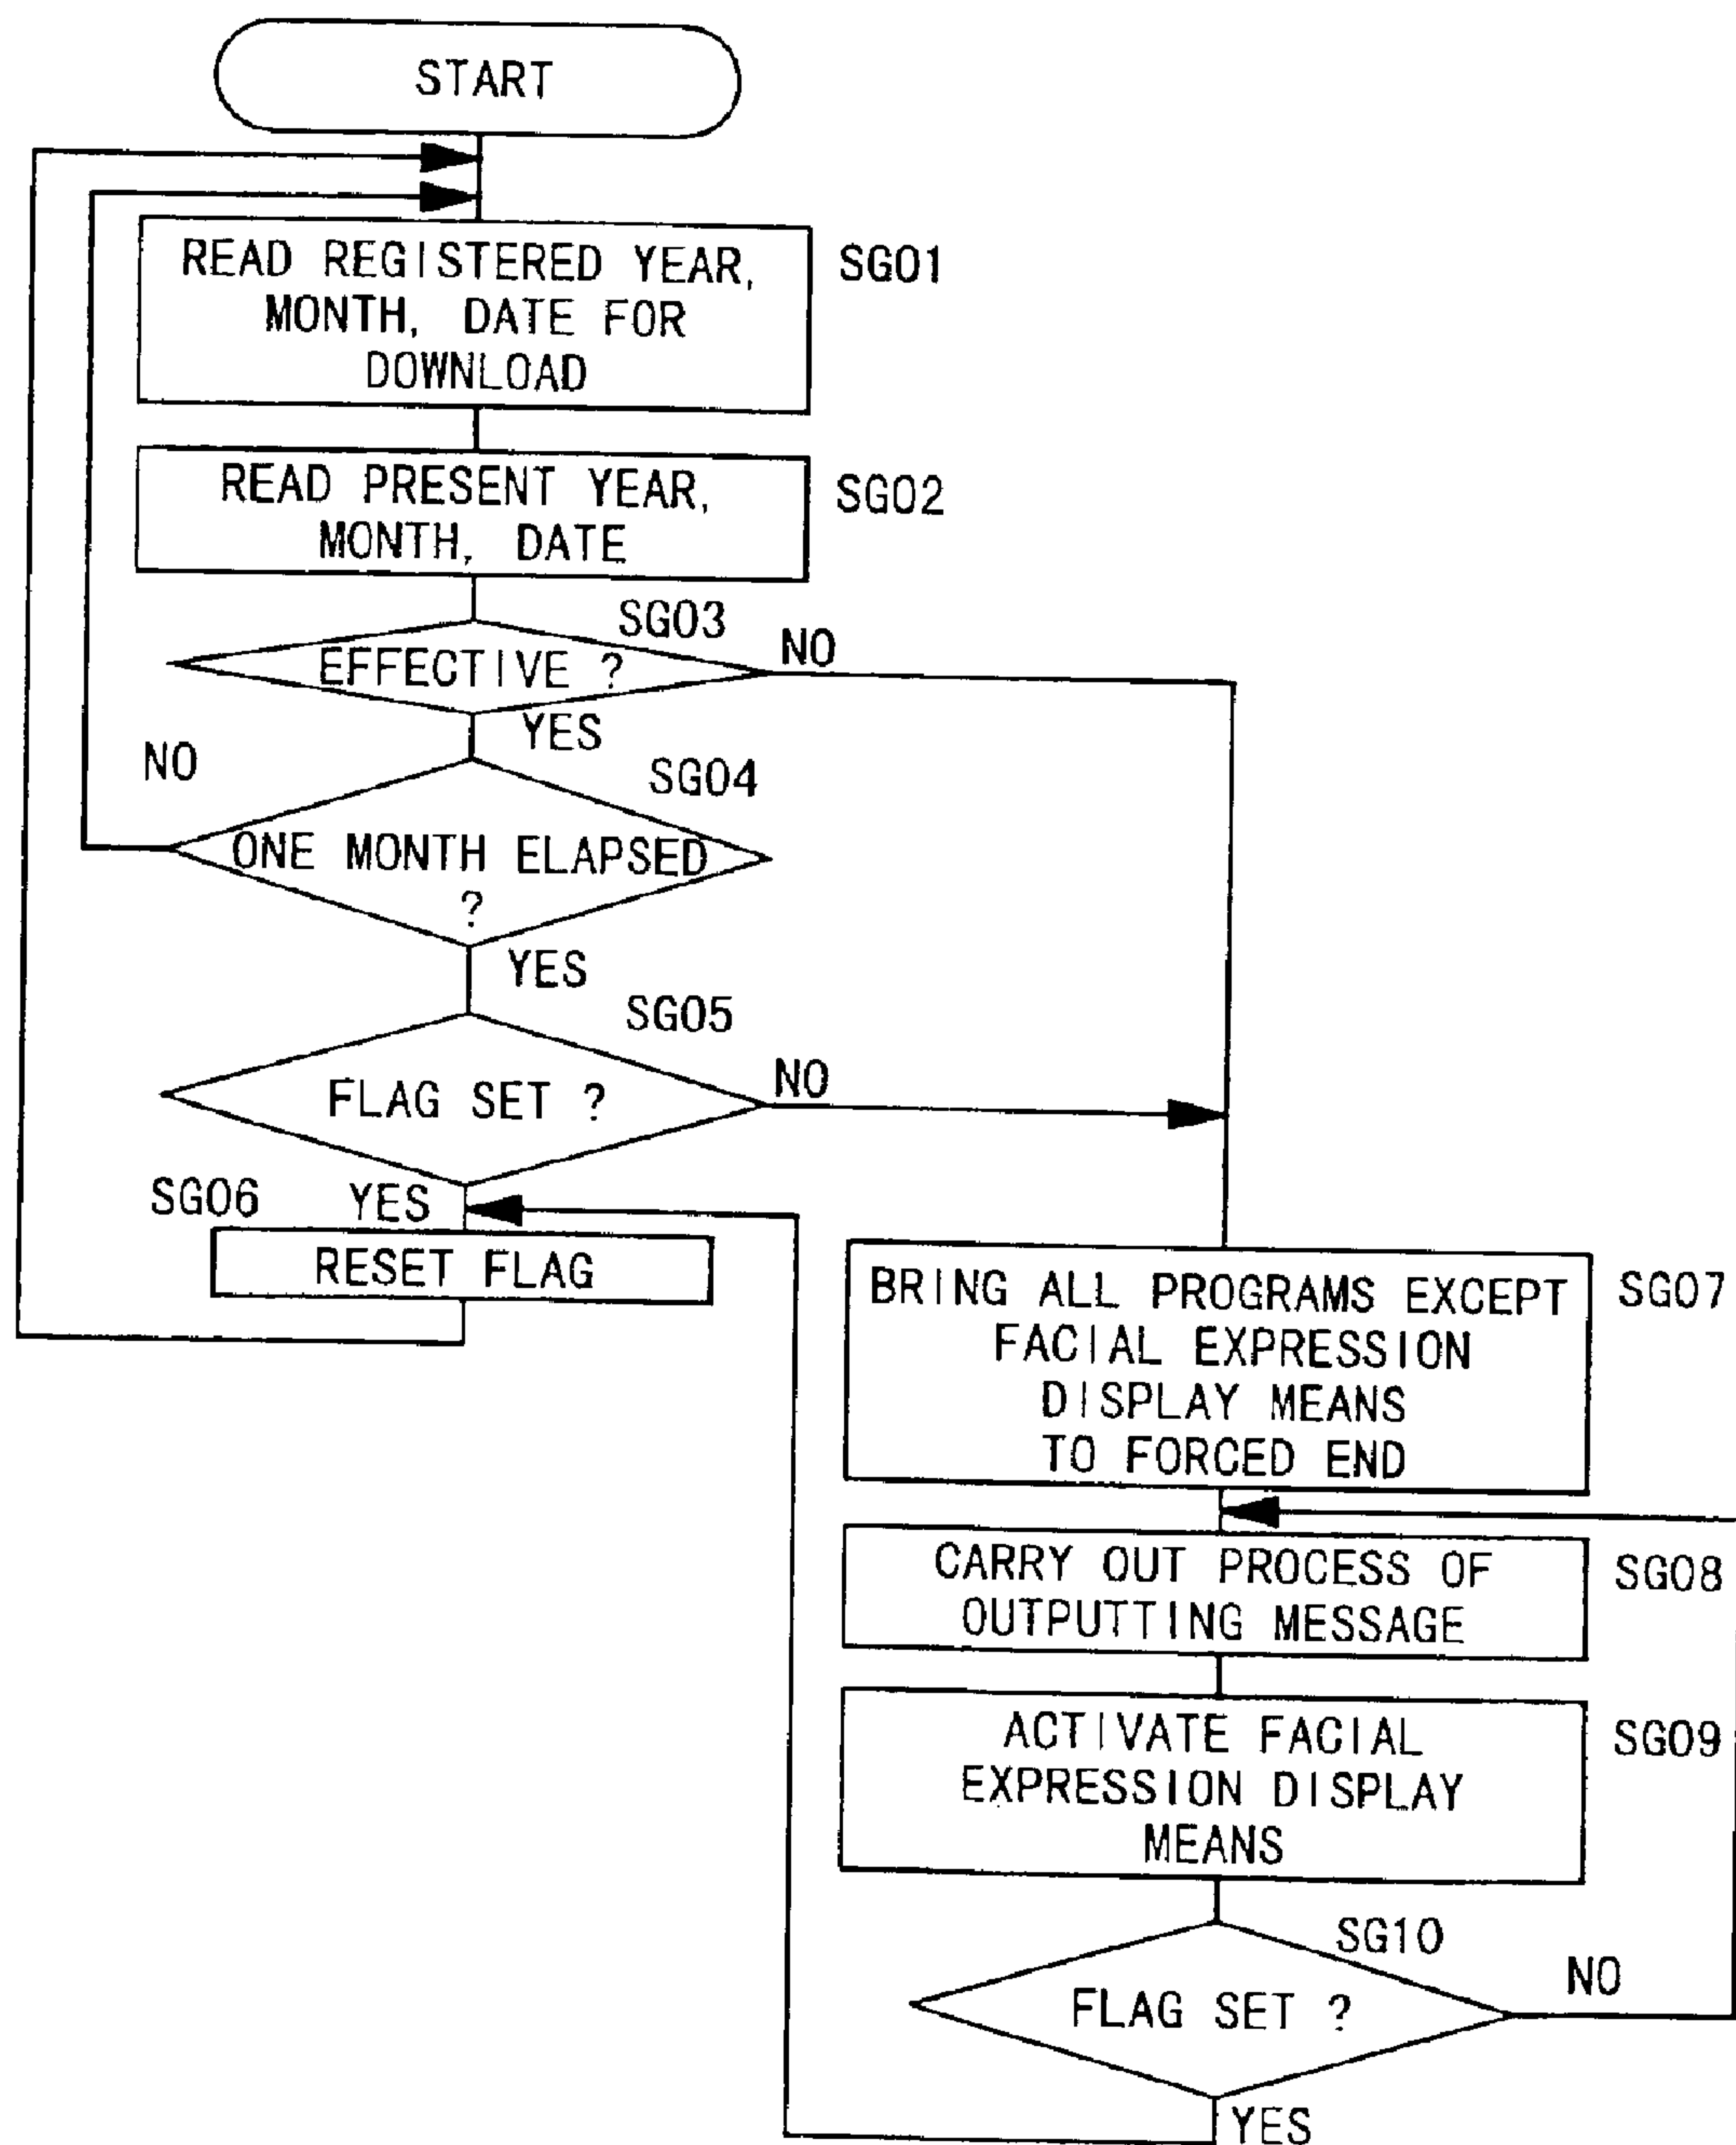 START
READ REGISTERED YEAR,
MONTH, DATE FOR
DOWNLOAD
SG01
READ PRESENT YEAR,
MONTH, DATE
SG02
SG03
EFFECTIVE ?
NO
YES
NO
SG04
ONE MONTH ELAPSED
?
YES
SG05
FLAG SET ?
NO
SG06
YES
RESET FLAG
BRING ALL PROGRAMS EXCEPT
FACIAL EXPRESSION
DISPLAY MEANS
TO FORCED END
SG07
CARRY OUT PROCESS OF
OUTPUTTING MESSAGE
SG08
ACTIVATE FACIAL
EXPRESSION DISPLAY
MEANS
SG09
SG10
FLAG SET ?
NO
YES